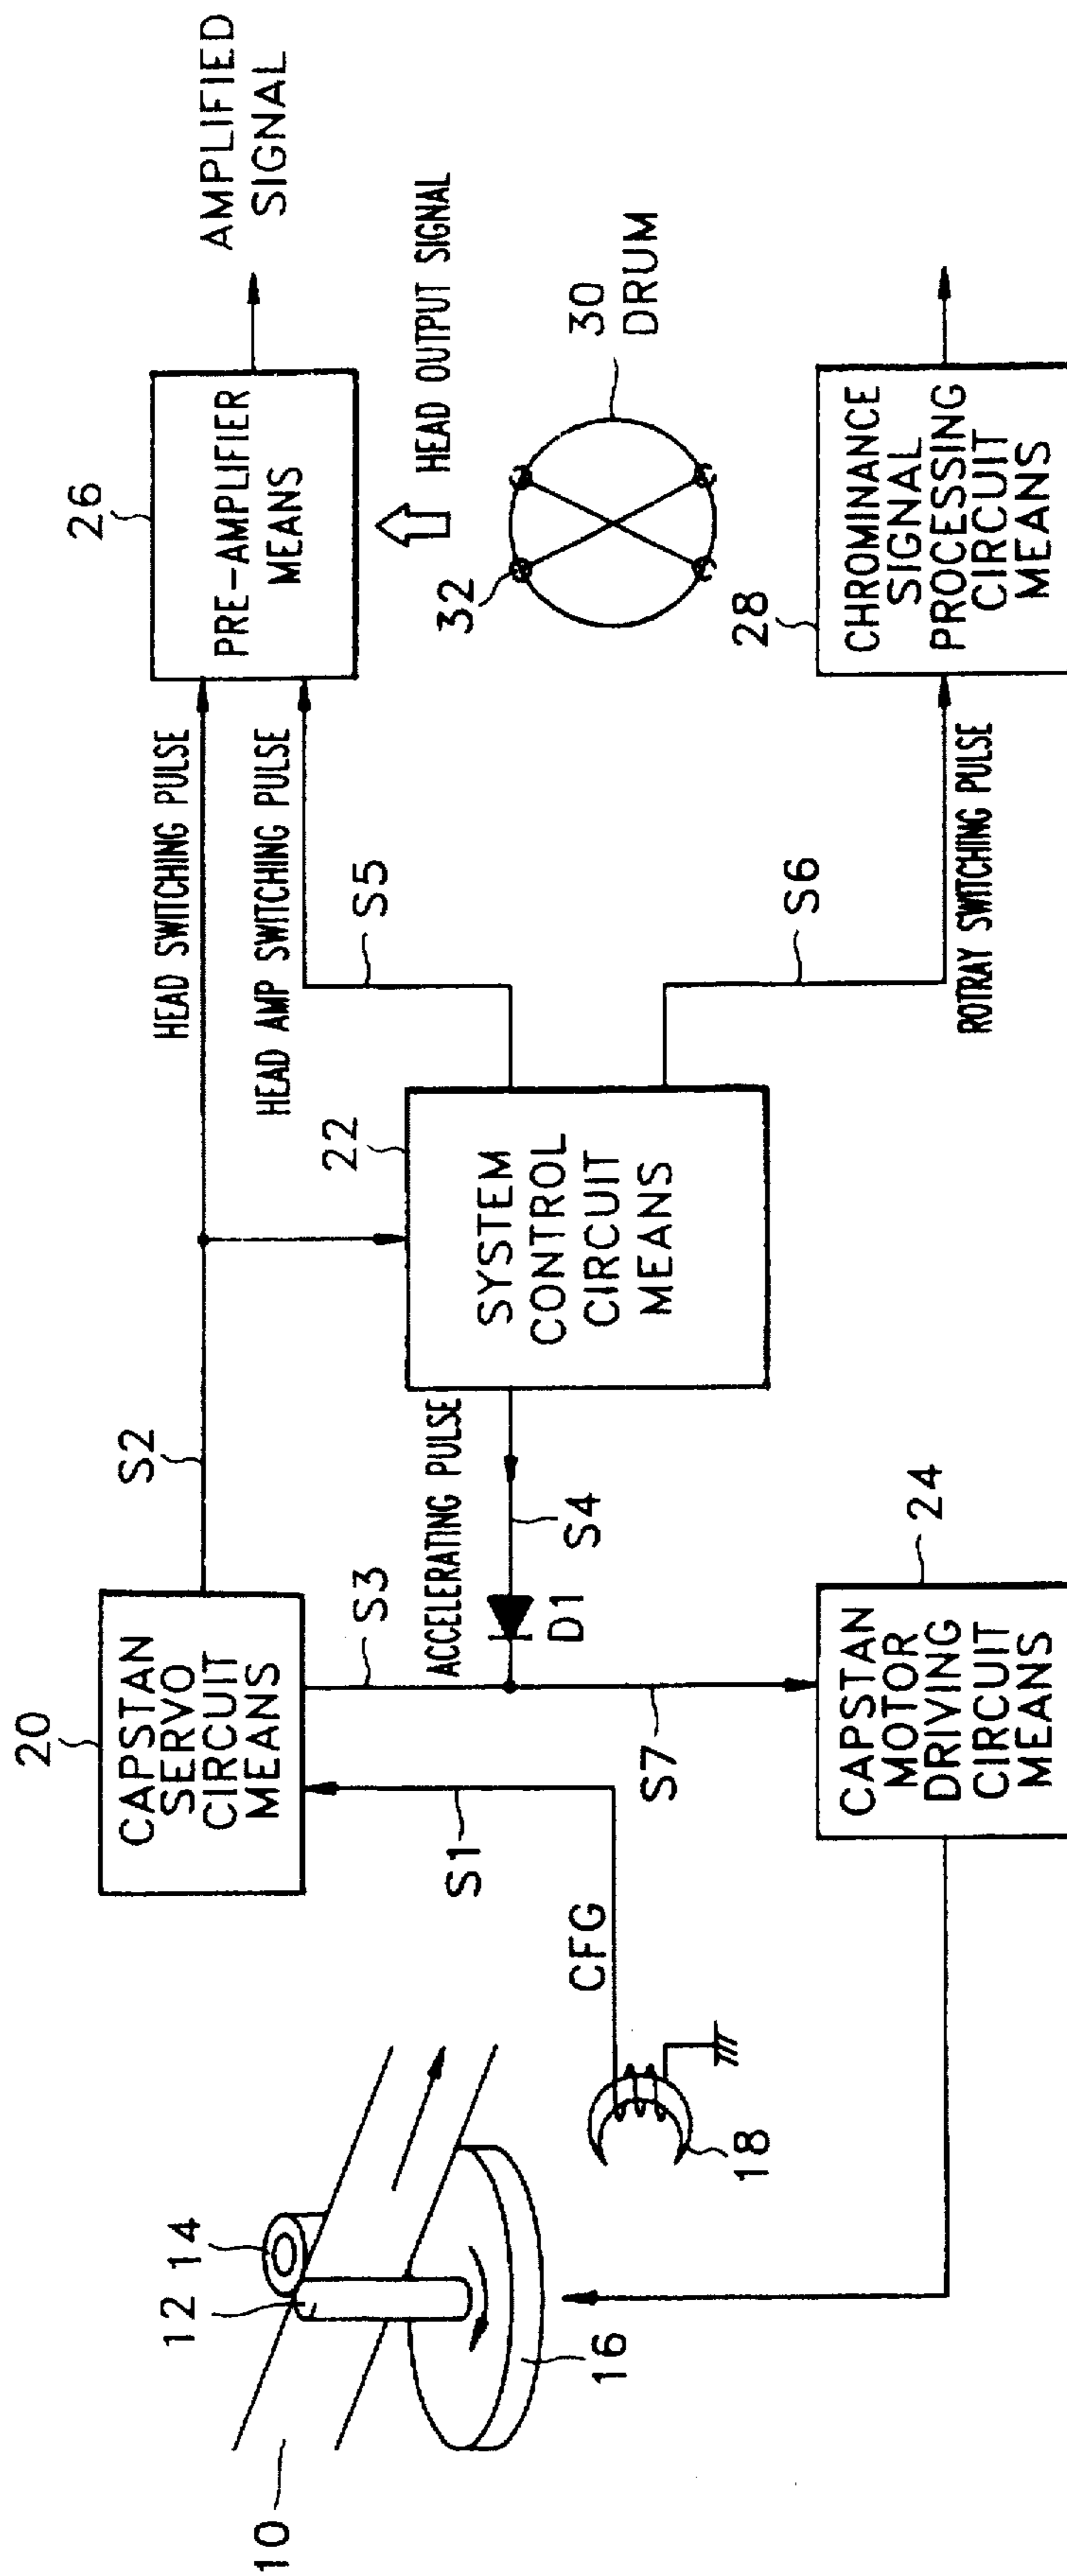 10
12
14
16
18
CFG
S1
20
CAPSTAN
SERVO
CIRCUIT
MEANS
S2
S3
ACCELERATING PULSE
S4
D1
S7
24
CAPSTAN
MOTOR
DRIVING
CIRCUIT
MEANS
22
SYSTEM
CONTROL
CIRCUIT
MEANS
HEAD SWITCHING PULSE
HEAD AMP SWITCHING PULSE
S5
S6
ROTRAY SWITCHING PULSE
26
PRE-AMPLIFIER
MEANS
AMPLIFIED
SIGNAL
HEAD OUTPUT SIGNAL
32
30
DRUM
28
CHROMINANCE
SIGNAL
PROCESSING
CIRCUIT
MEANS